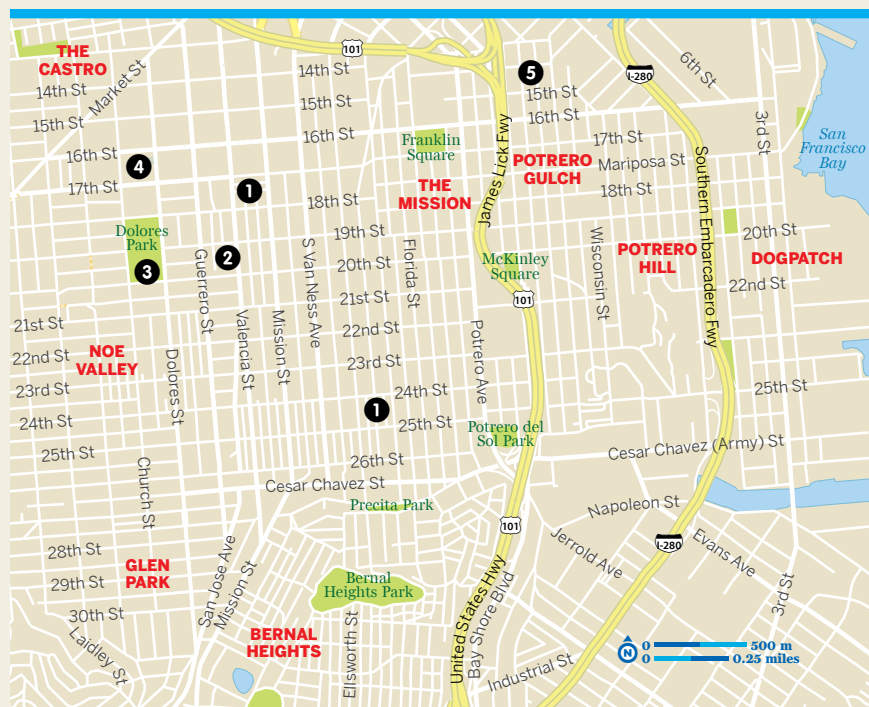 THE
CASTRO
Market St
14th St
15th St
16th St
17th St
4
1
Dolores
Park
3
2
Guerrero St
Valencia St
Mission St
S Van Ness Ave
101
14th St
15th St
16th St
18th St
19th St
20th St
21st St
22nd St
23rd St
24th St
25th St
26th St
Cesar Chavez St
1
Florida St
Franklin
Square
THE
MISSION
James Lick Fwy
5
15th St
16th St
17th St
Mariposa St
18th St
POTRERO
GULCH
I-280
6th St
3rd St
San
Francisco
Bay
McKinley
Square
101
Wisconsin St
POTRERO
HILL
Southern Embarcadero Fwy
20th St
DOGPATCH
22nd St
25th St
Potrero Ave
Potrero del
Sol Park
Cesar Chavez (Army) St
21st St
22nd St
23rd St
24th St
25th St
NOE
VALLEY
Dolores St
Church St
28th St
29th St
30th St
GLEN
PARK
Laidley St
San Jose Ave
Mission St
BERNAL
HEIGHTS
Precita Park
Bernal
Heights Park
Ellsworth St
101
United States Hwy
Bay Shore Blvd
Jerrold Ave
Napoleon St
I-280
Evans Ave
3rd St
Industrial St
N
0 500 m
0 0.25 miles